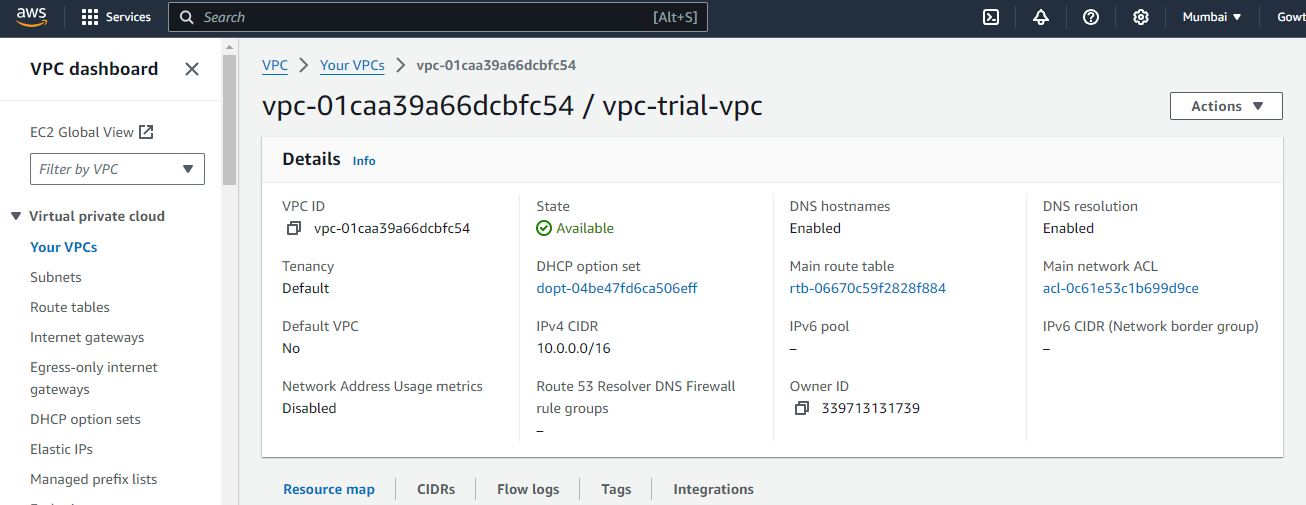 aws
Services
Search
[Alt+S]
Mumbai
Gowt
VPC dashboard
EC2 Global View
Filter by VPC
Virtual private cloud
Your VPCs
Subnets
Route tables
Internet gateways
Egress-only internet
gateways
DHCP option sets
Elastic IPs
Managed prefix lists
VPC
Your VPCs
vpc-01caa39a66dcbfc54
vpc-01caa39a66dcbfc54 / vpc-trial-vpc
Actions
Details
Info
VPC ID
vpc-01caa39a66dcbfc54
State
Available
DNS hostnames
Enabled
DNS resolution
Enabled
Tenancy
Default
DHCP option set
dopt-04be47fd6ca506eff
Main route table
rtb-06670c59f2828f884
Main network ACL
acl-0c61e53c1b699d9ce
Default VPC
No
IPv4 CIDR
10.0.0.0/16
IPv6 pool
–
IPv6 CIDR (Network border group)
–
Network Address Usage metrics
Disabled
Route 53 Resolver DNS Firewall
rule groups
–
Owner ID
339713131739
Resource map
CIDRs
Flow logs
Tags
Integrations